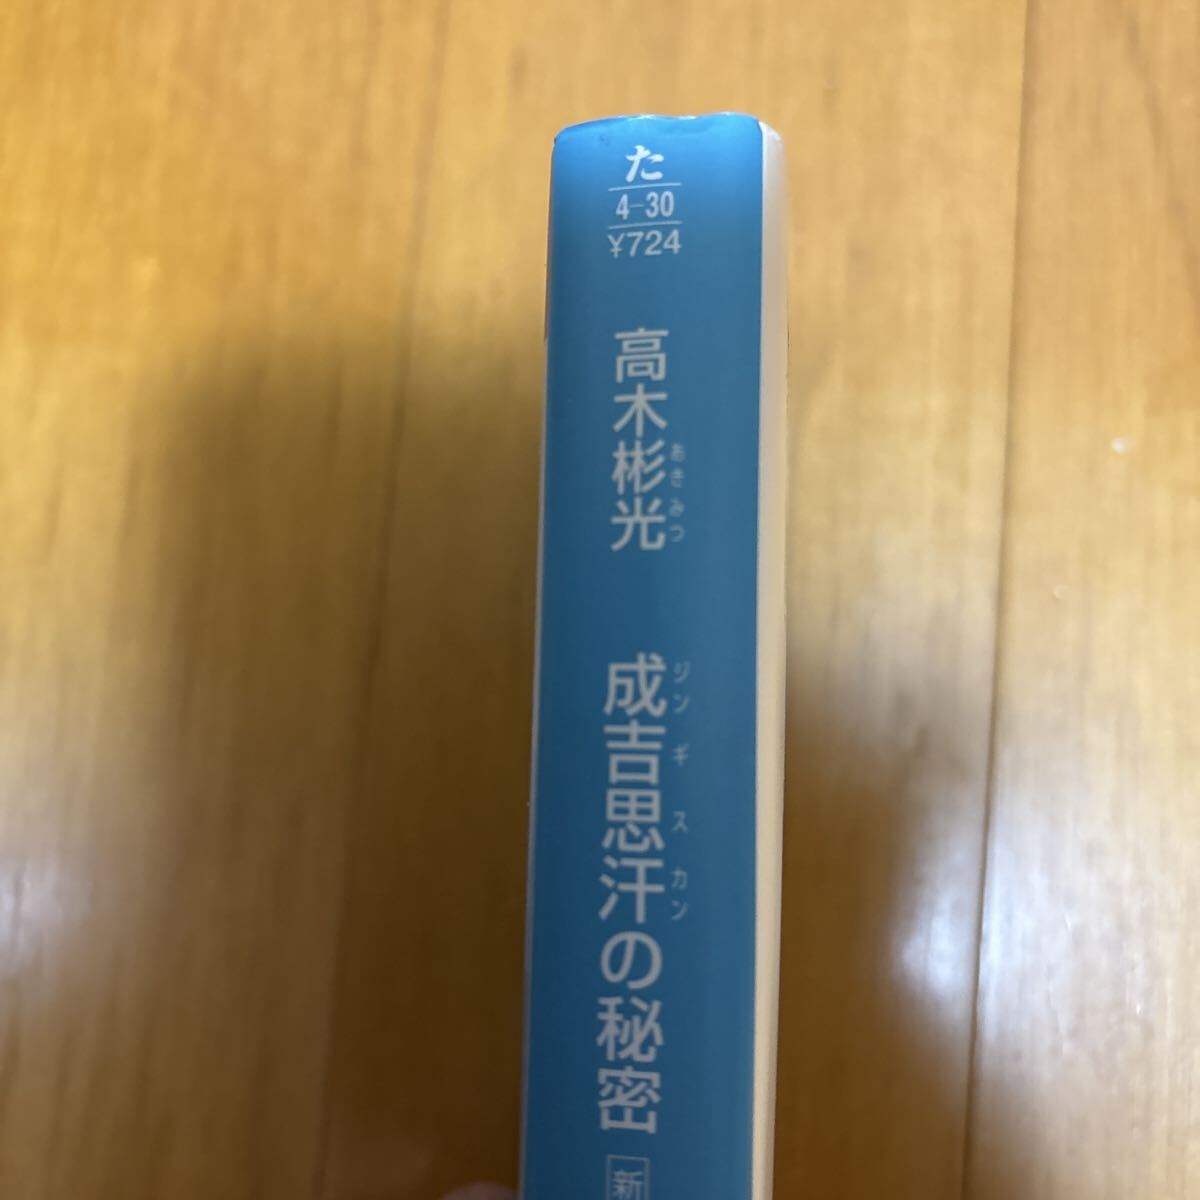 た
4-30
¥724
高木彬光
おきみつ
成吉思汗の秘密
ジンギスカン
新